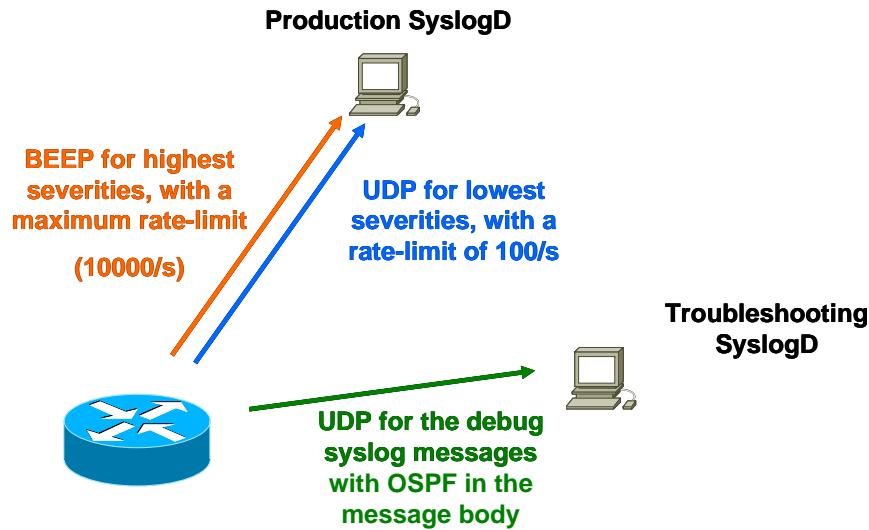 Production SyslogD
BEEP for highest
severities, with a
maximum rate-limit
(10000/s)
UDP for lowest
severities, with a
rate-limit of 100/s
Troubleshooting
SyslogD
UDP for the debug
syslog messages
with OSPF in the
message body